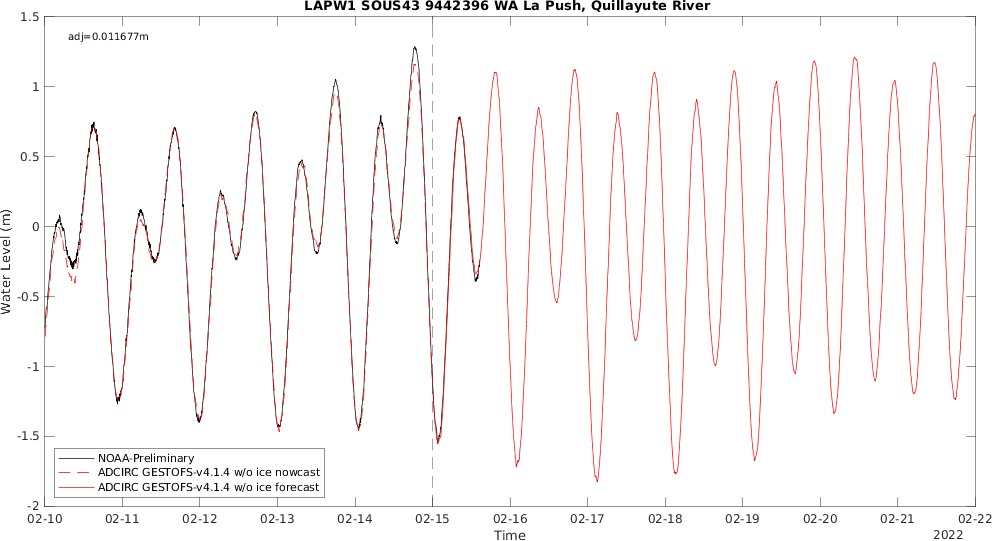 LAPW1 SOUS43 9442396 WA La Push, Quillayute River
adj=0.011677m
1.5
1
0.5
0
-0.5
-1
-1.5
-2
Water Level (m)
NOAA-Preliminary
ADCIRC GESTOFS-v4.1.4 w/o ice nowcast
ADCIRC GESTOFS-v4.1.4 w/o ice forecast
02-10 02-11 02-12 02-13 02-14 02-15 02-16 02-17 02-18 02-19 02-20 02-21 02-22
Time
2022